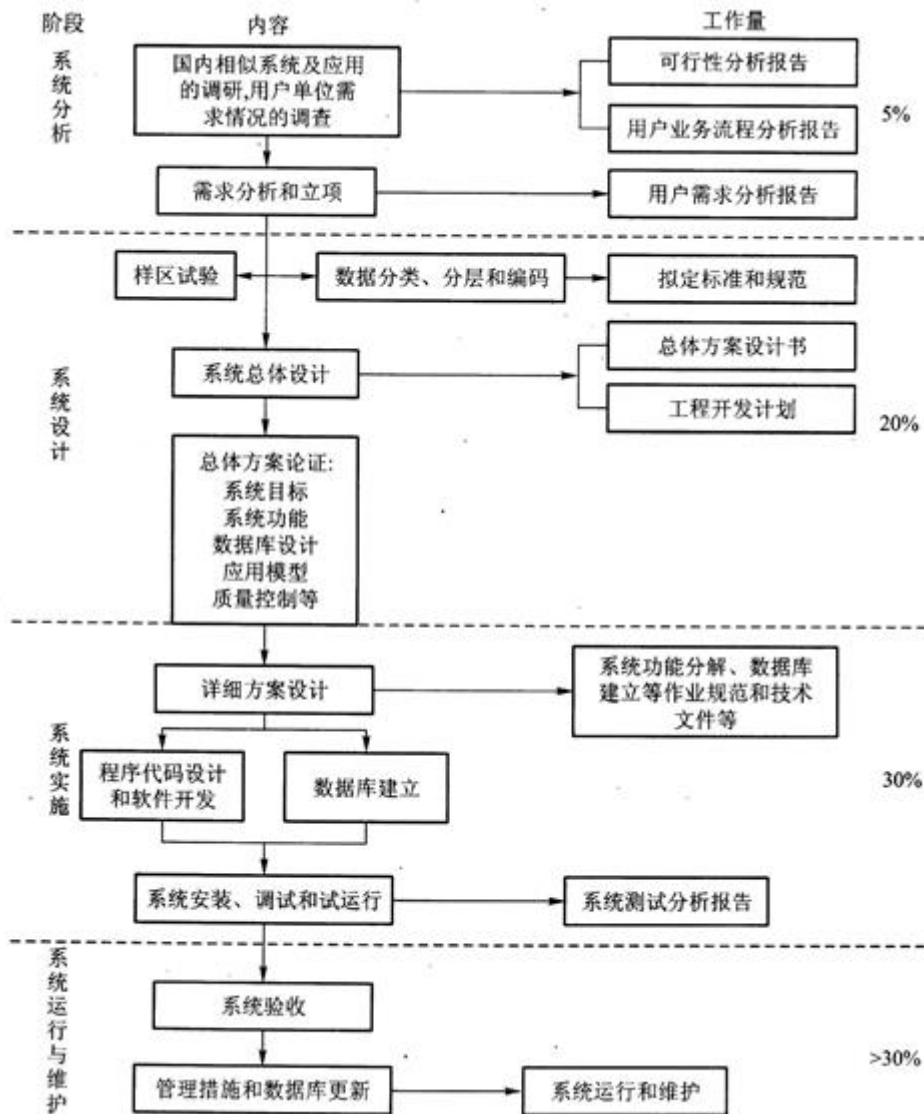 阶段
内容
工作量
系统分析
国内相似系统及应用
的调研,用户单位需
求情况的调查
可行性分析报告
用户业务流程分析报告
5%
需求分析和立项
用户需求分析报告
系统设计
样区试验
数据分类、分层和编码
拟定标准和规范
系统总体设计
总体方案设计书
工程开发计划
20%
总体方案论证:
系统目标
系统功能
数据库设计
应用模型
质量控制等
系统实施
详细方案设计
系统功能分解、数据库
建立等作业规范和技术
文件等
程序代码设计
和软件开发
数据库建立
30%
系统安装、调试和试运行
系统测试分析报告
系统运行与维护
系统验收
管理措施和数据库更新
系统运行和维护
>30%